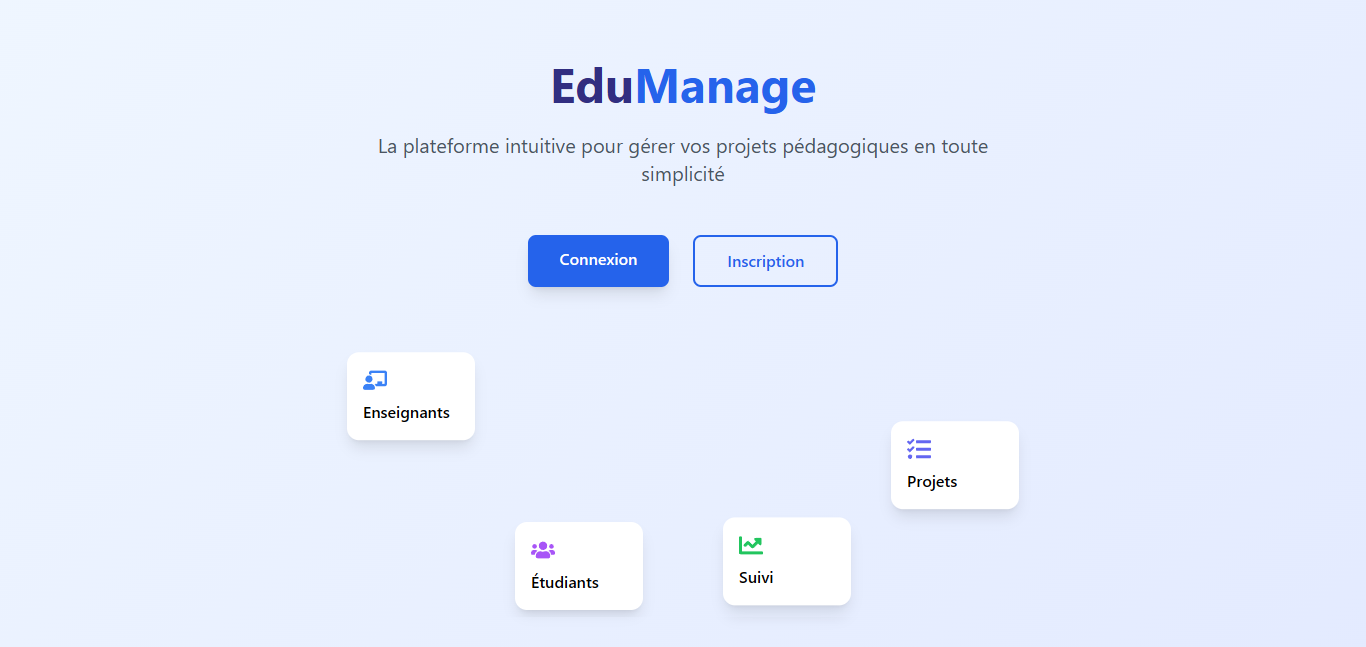 EduManage
La plateforme intuitive pour gérer vos projets pédagogiques en toute
simplicité
Connexion
Inscription
Enseignants
Projets
Étudiants
Suivi